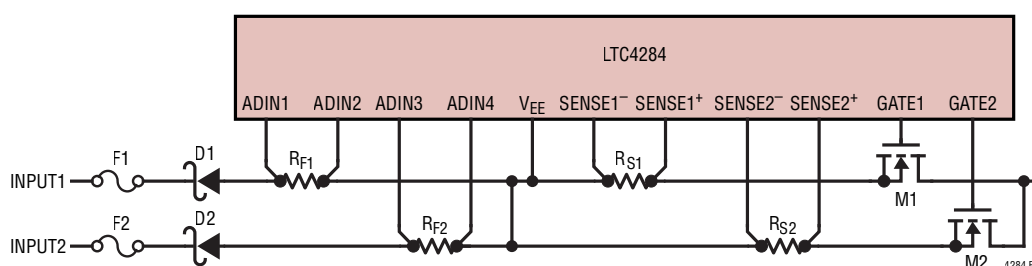 LTC4284
ADIN1 ADIN2 ADIN3 ADIN4 VEE SENSE1– SENSE1+ SENSE2– SENSE2+ GATE1 GATE2
F1 D1 RF1 RS1
INPUT1
M1
F2 D2 RF2 RS2
INPUT2
M2